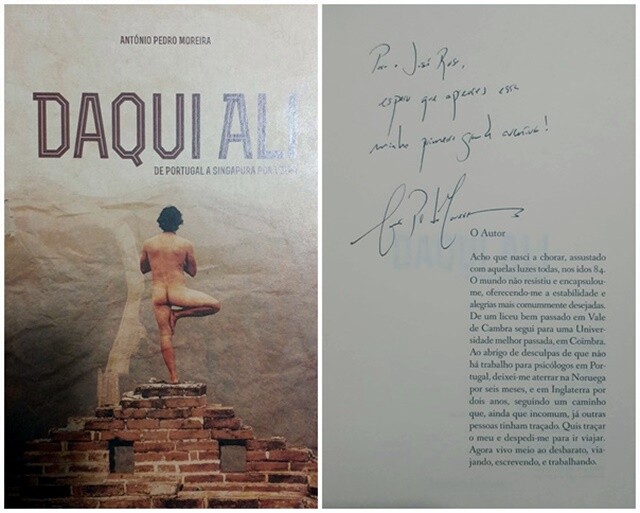 ANTÓNIO PEDRO MOREIRA
DAQUI ALI
DE PORTUGAL A SINGAPURA POR TERRA
Para o José Raso,
espero que aprecies essa
minha primeira grande aventura!
O Autor
Acho que nasci a chorar, assustado
com aquelas luzes todas, nos idos 84.
O mundo não resistiu e encapsulou-
me, oferecendo-me a estabilidade e
alegrias mais comummente desejadas.
De um liceu bem passado em Vale
de Cambra segui para uma Univer-
sidade melhor passada, em Coimbra.
Ao abrigo de desculpas de que não
há trabalho para psicólogos em Por-
tugal, deixei-me aterrar na Noruega
por seis meses, e em Inglaterra por
dois anos, seguindo um caminho
que, ainda que incomum, já outras
pessoas tinham traçado. Quis traçar
o meu e despedi-me para ir viajar.
Agora vivo meio ao desbarato, via-
jando, escrevendo, e trabalhando.